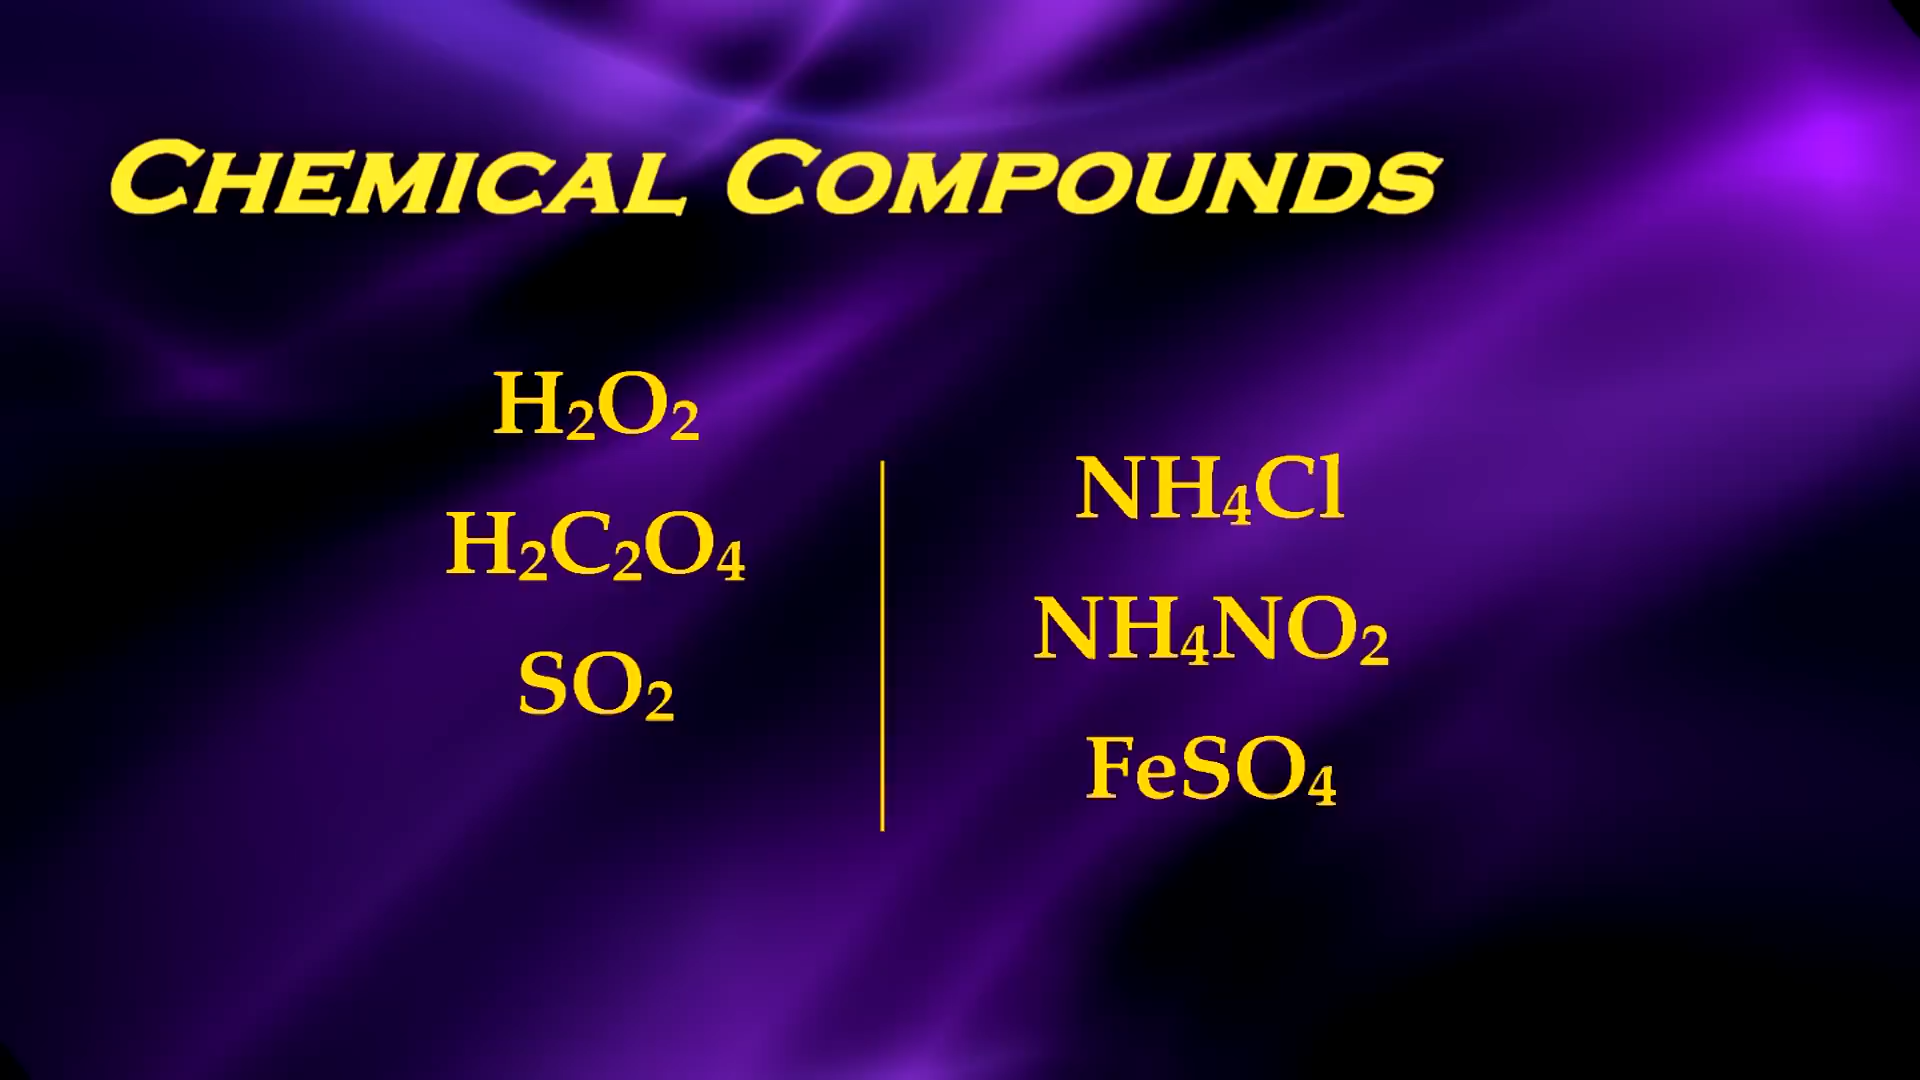 Chemical Compounds
H₂O₂
H₂C₂O₄
SO₂
NH₄Cl
NH₄NO₂
FeSO₄